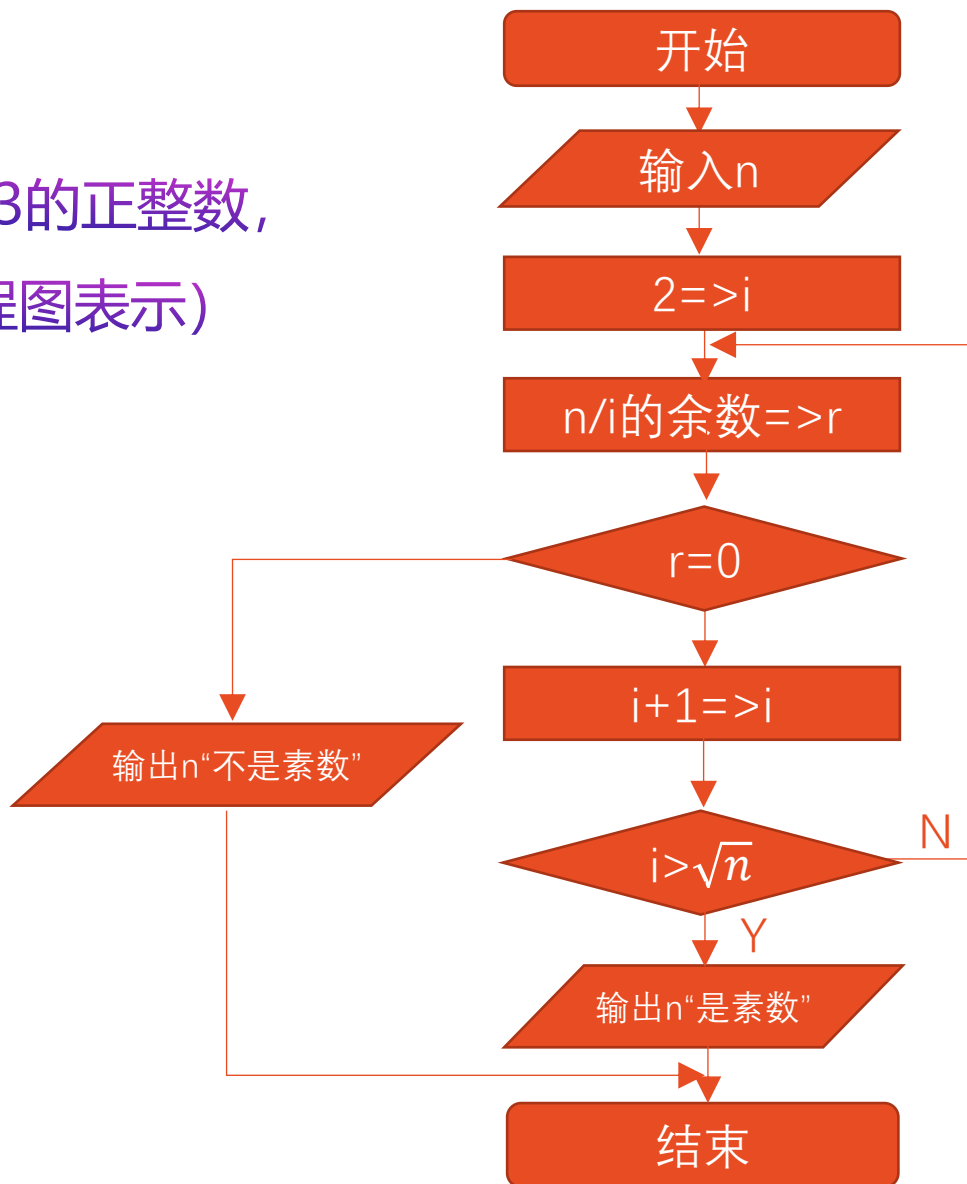 3的正整数,
程图表示)
开始
输入n
2=>i
n/i的余数=>r
r=0
i+1=>i
输出n“不是素数”
i>√n
N
Y
输出n“是素数”
结束